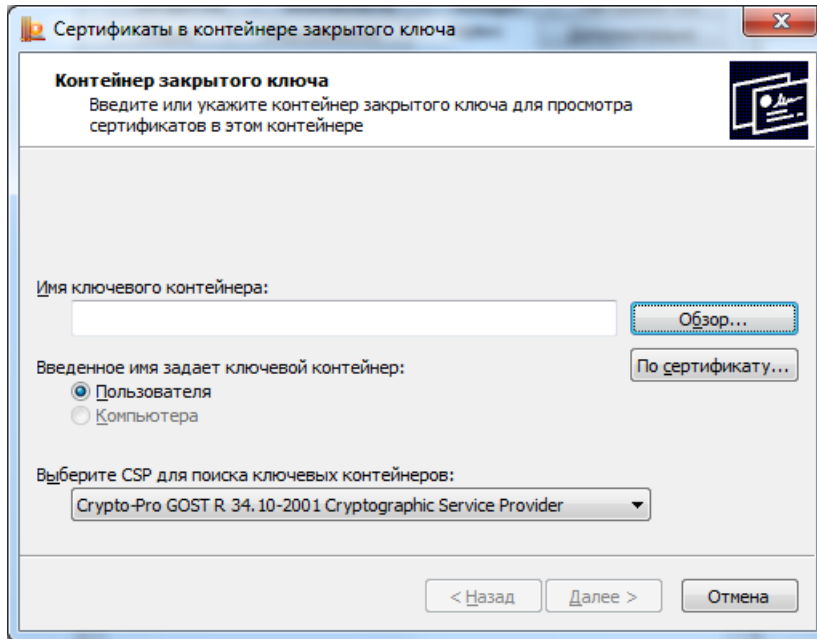 Сертификаты в контейнере закрытого ключа
Контейнер закрытого ключа
Введите или укажите контейнер закрытого ключа для просмотра
сертификатов в этом контейнере
Имя ключевого контейнера:
Обзор...
Введенное имя задает ключевой контейнер:
По сертификату...
Пользователя
Компьютера
Выберите CSP для поиска ключевых контейнеров:
Crypto-Pro GOST R 34.10-2001 Cryptographic Service Provider
< Назад
Далее >
Отмена